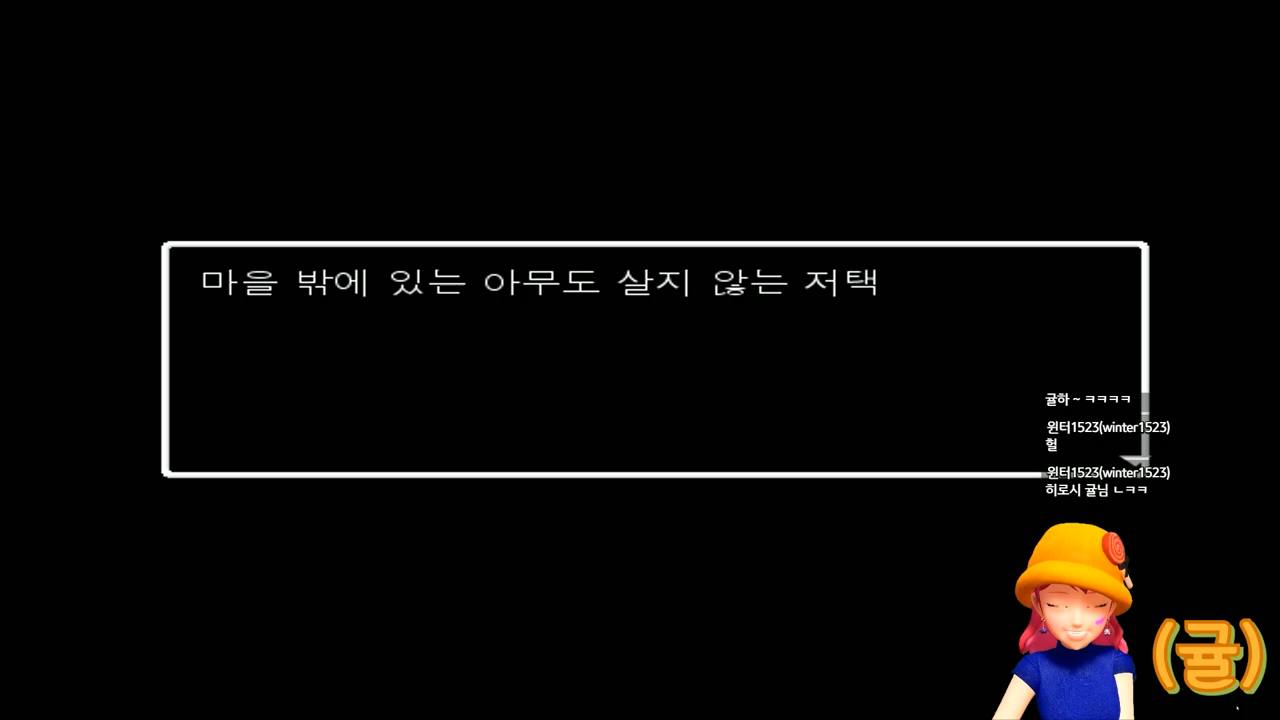 마을 밖에 있는 아무도 살지 않는 저택
귤하 ~ ㅋㅋㅋㅋ
윈터1523(winter1523)
헐
윈터1523(winter1523)
히로시 귤님 ㄴㅋㅋ
(귤)